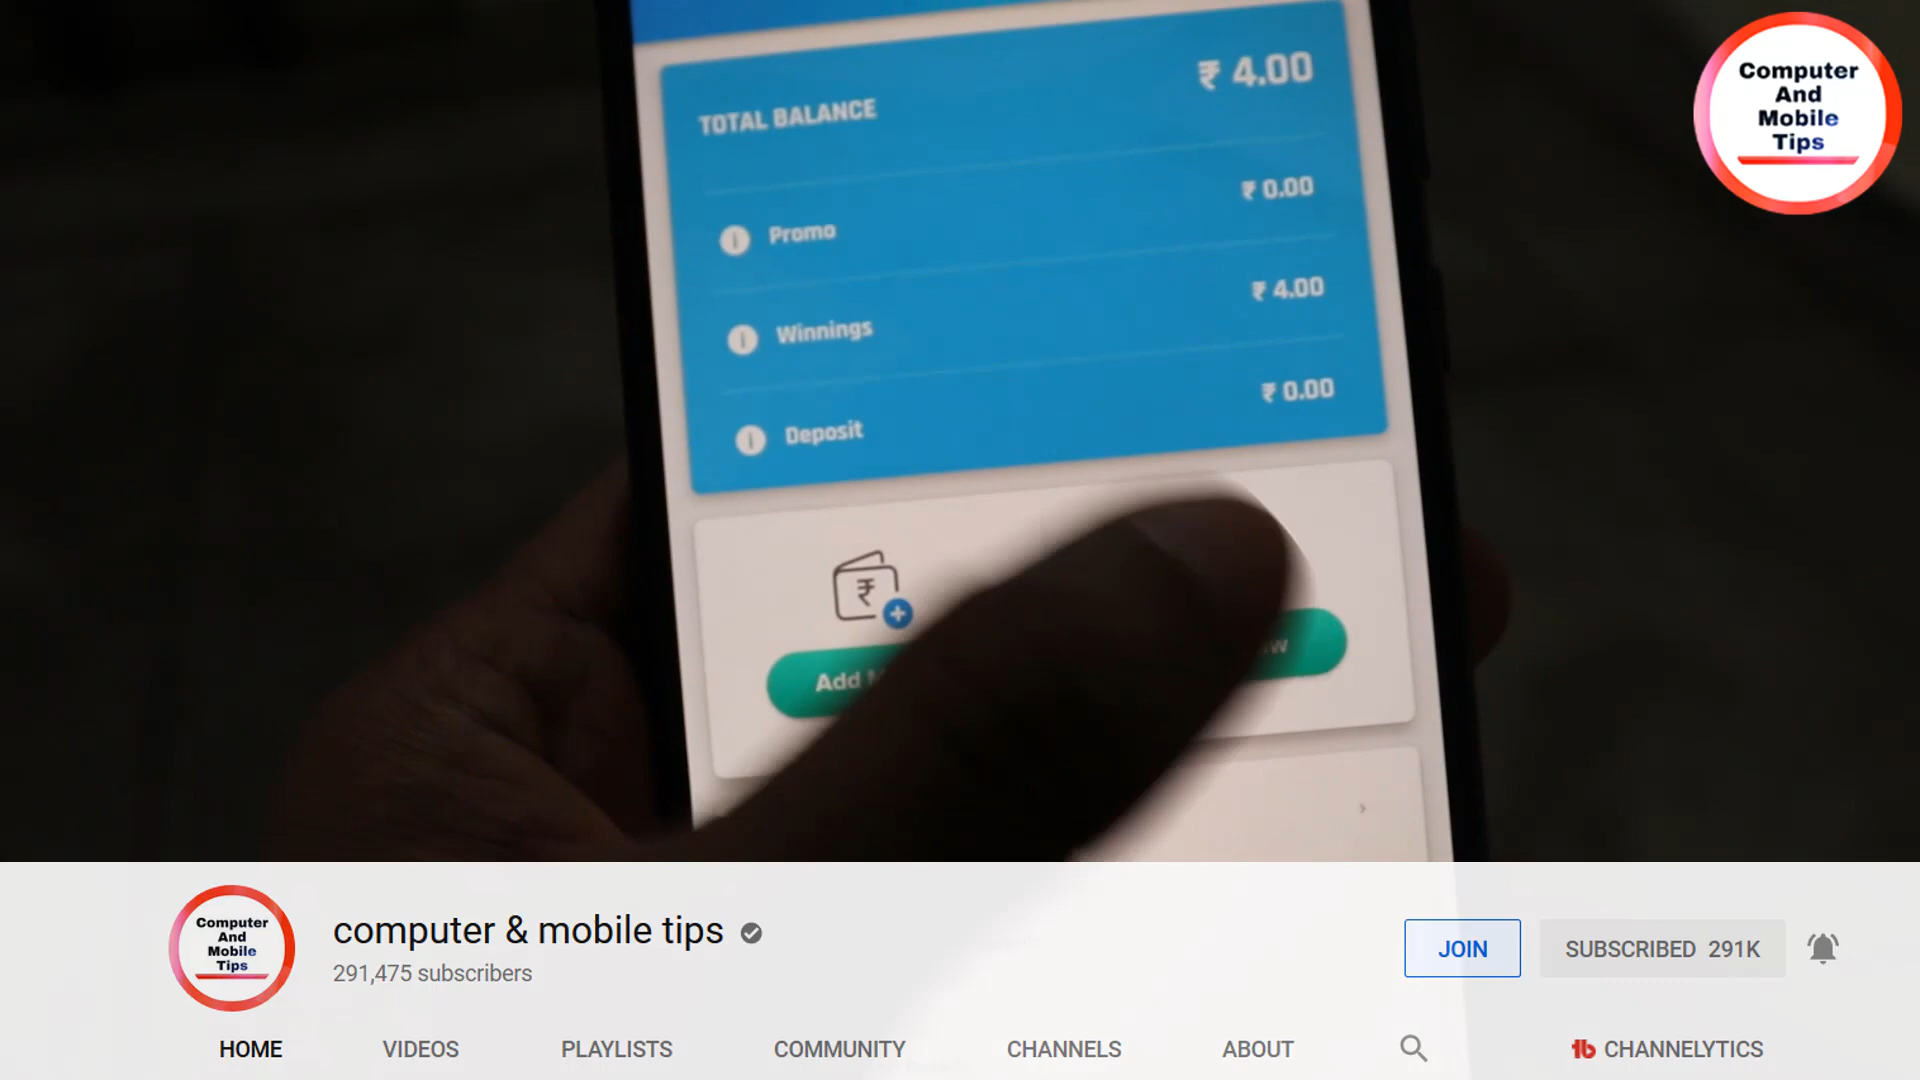 ₹ 4.00
TOTAL BALANCE
₹ 0.00
Promo
₹ 4.00
Winnings
₹ 0.00
Deposit
₹
Add
Computer
And
Mobile
Tips
Computer
And
Mobile
Tips
computer & mobile tips
291,475 subscribers
JOIN
SUBSCRIBED 291K
HOME VIDEOS PLAYLISTS COMMUNITY CHANNELS ABOUT CHANNELYTICS